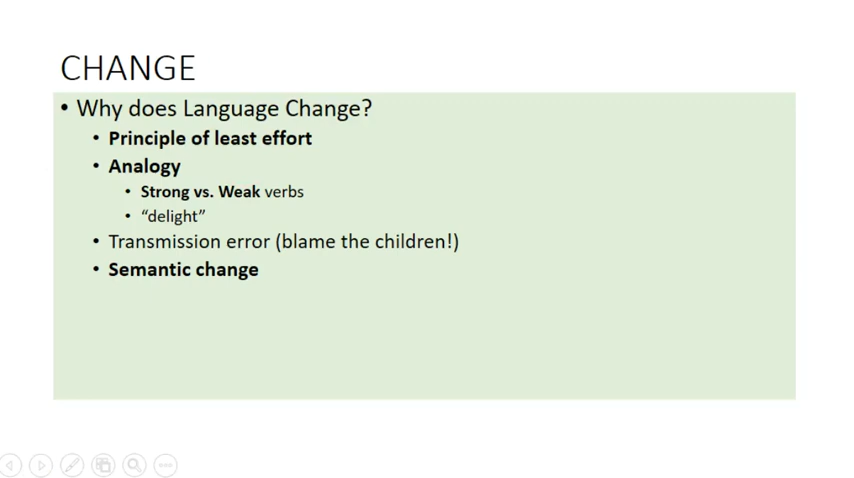 CHANGE
• Why does Language Change?
• Principle of least effort
• Analogy
• Strong vs. Weak verbs
• “delight”
• Transmission error (blame the children!)
• Semantic change